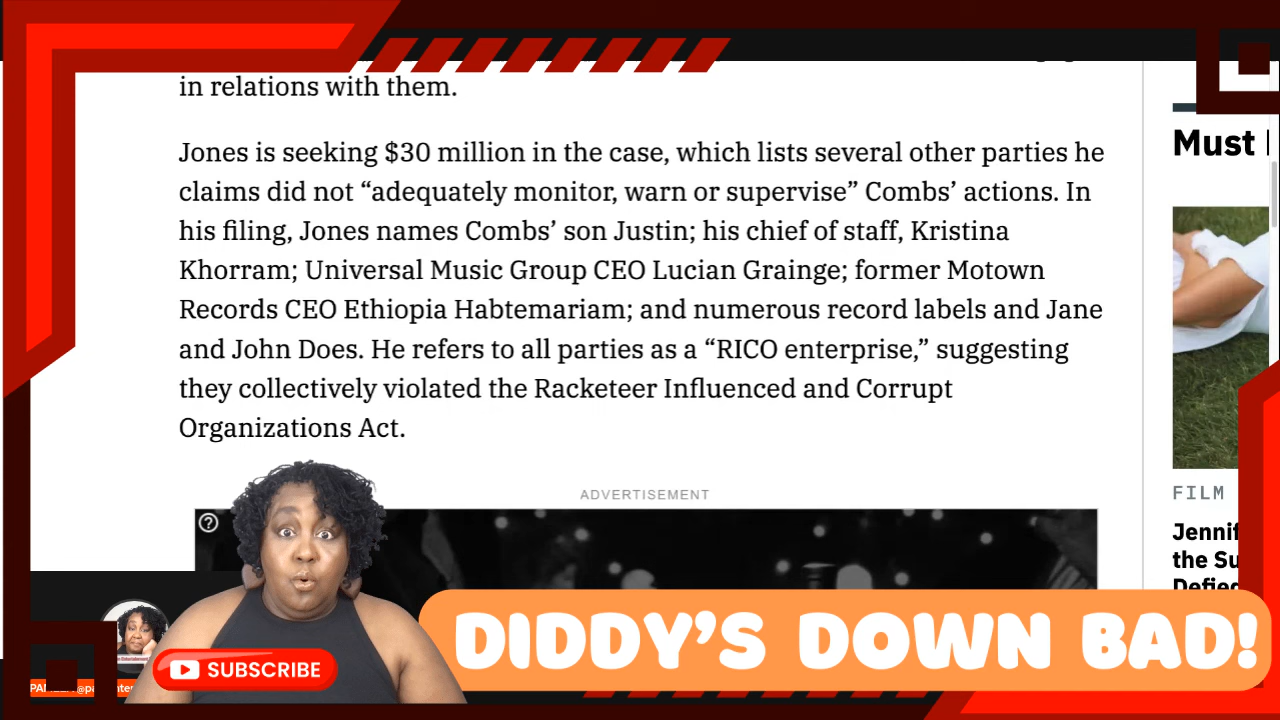 in relations with them.
Jones is seeking $30 million in the case, which lists several other parties he
claims did not “adequately monitor, warn or supervise” Combs’ actions. In
his filing, Jones names Combs’ son Justin; his chief of staff, Kristina
Khorram; Universal Music Group CEO Lucian Grainge; former Motown
Records CEO Ethiopia Habtemariam; and numerous record labels and Jane
and John Does. He refers to all parties as a “RICO enterprise,” suggesting
they collectively violated the Racketeer Influenced and Corrupt
Organizations Act.
ADVERTISEMENT
Must
FILM
Jennif
the Su
Defied
DIDDY’S DOWN BAD!
SUBSCRIBE